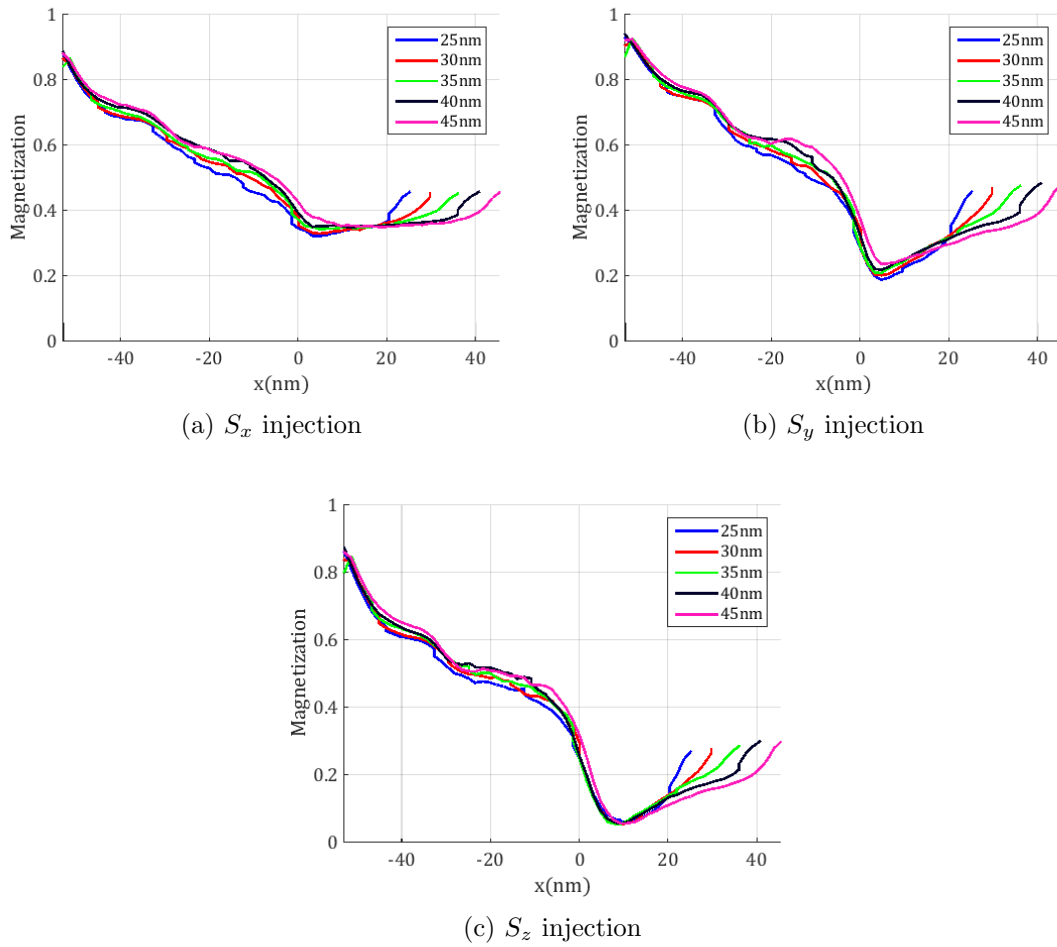 1
0.8
0.6
0.4
0.2
0
Magnetization
-40
-20
0
20
40
x(nm)
25nm
30nm
35nm
40nm
45nm
(a) $S_x$ injection
1
0.8
0.6
0.4
0.2
0
Magnetization
-40
-20
0
20
40
x(nm)
25nm
30nm
35nm
40nm
45nm
(b) $S_y$ injection
1
0.8
0.6
0.4
0.2
0
Magnetization
-40
-20
0
20
40
x(nm)
25nm
30nm
35nm
40nm
45nm
(c) $S_z$ injection